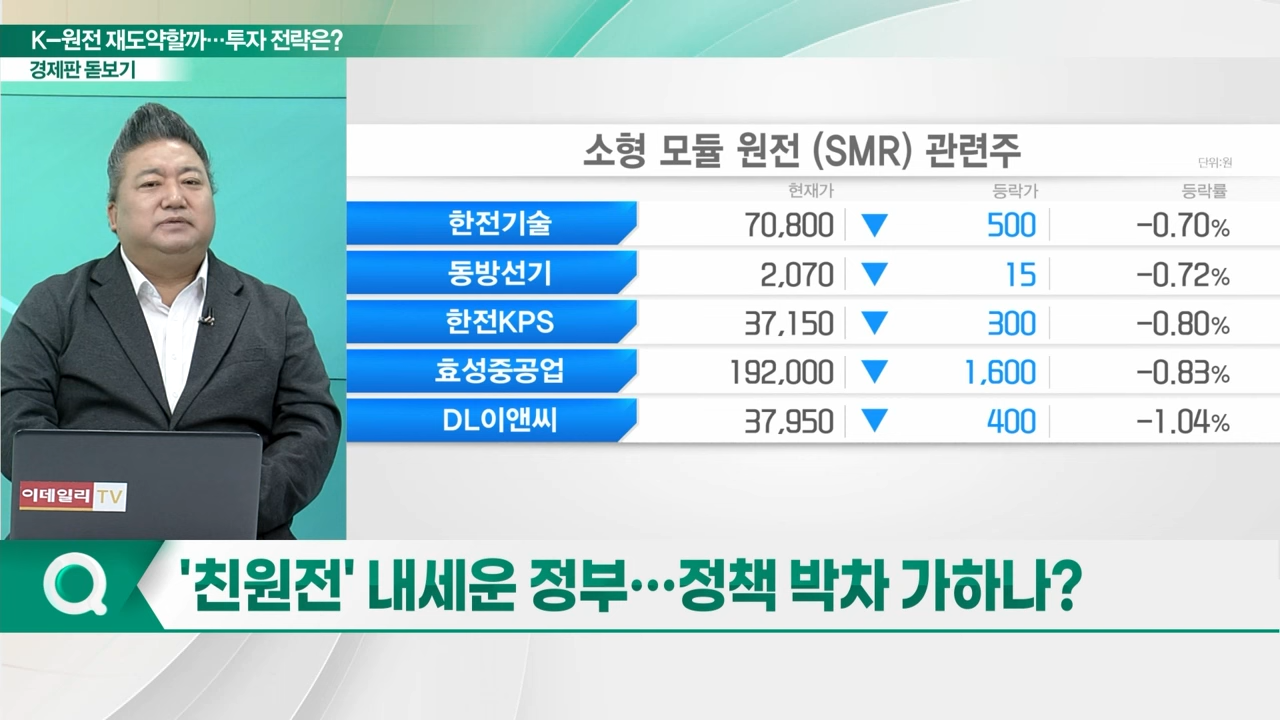 K-원전 재도약할까…투자 전략은?
경제판 돋보기
소형 모듈 원전 (SMR) 관련주
단위:원
현재가 등락가 등락률
한전기술 70,800 ▼ 500 -0.70%
동방선기 2,070 ▼ 15 -0.72%
한전KPS 37,150 ▼ 300 -0.80%
효성중공업 192,000 ▼ 1,600 -0.83%
DL이앤씨 37,950 ▼ 400 -1.04%
이데일리 TV
'친원전' 내세운 정부…정책 박차 가하나?